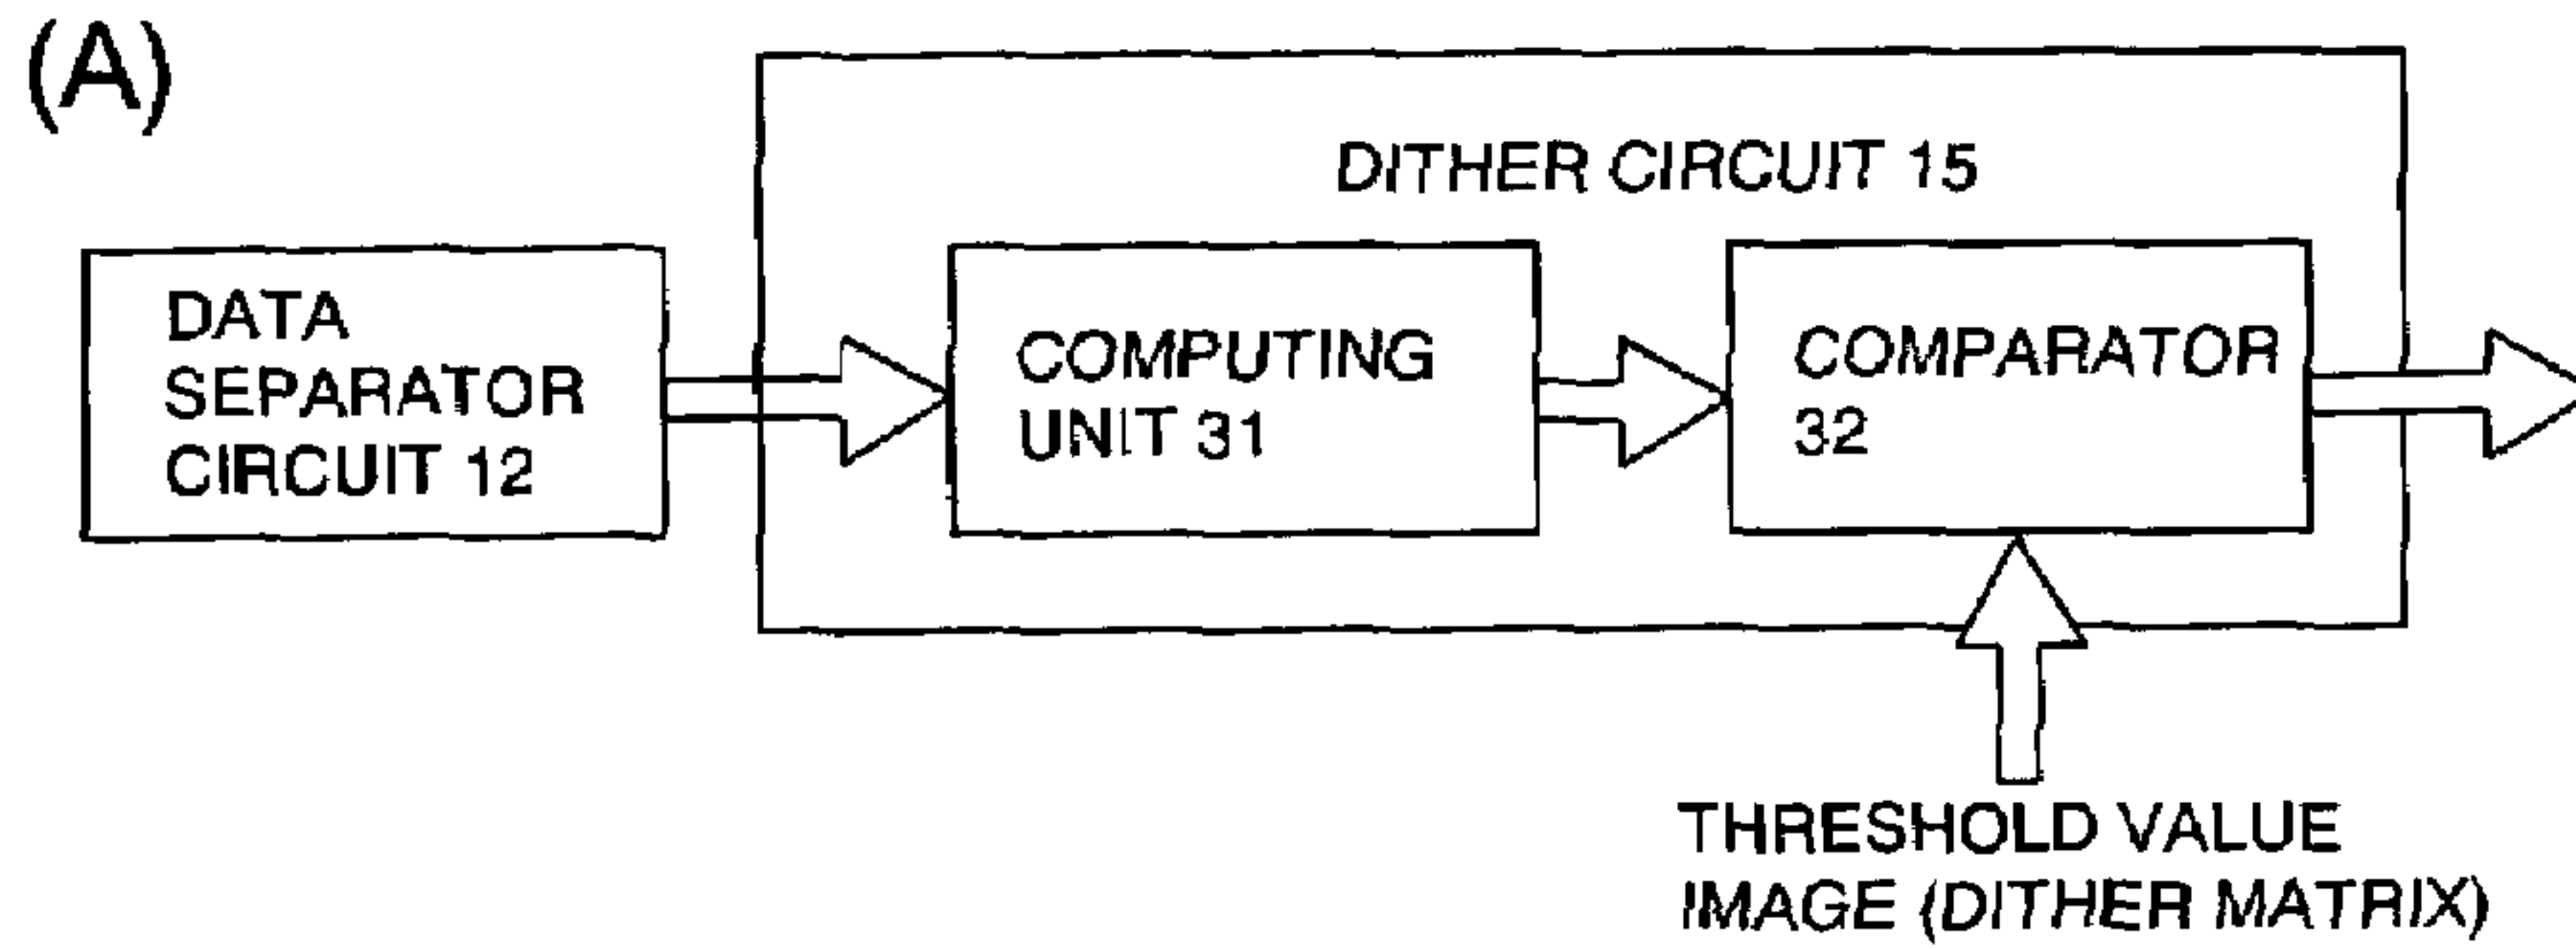 (A)
DITHER CIRCUIT 15
DATA
SEPARATOR
CIRCUIT 12
COMPUTING
UNIT 31
COMPARATOR
32
THRESHOLD VALUE
IMAGE (DITHER MATRIX)